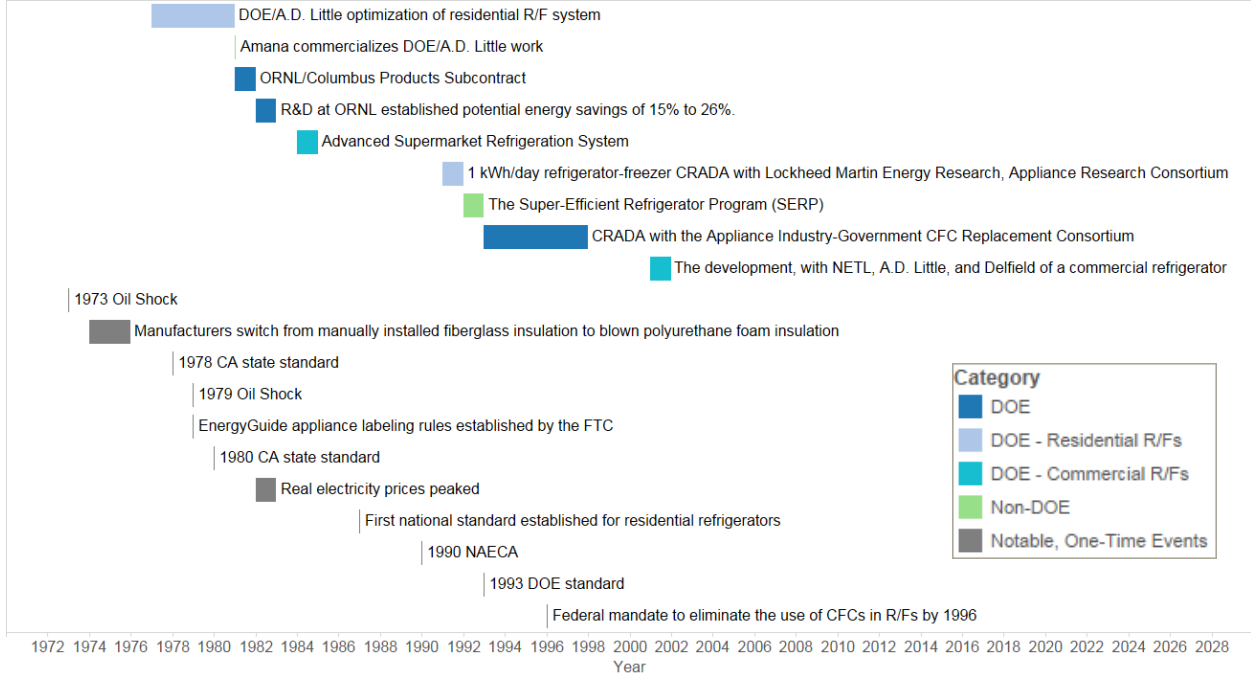 DOE/A.D. Little optimization of residential R/F system
Amana commercializes DOE/A.D. Little work
ORNL/Columbus Products Subcontract
R&D at ORNL established potential energy savings of 15% to 26%.
Advanced Supermarket Refrigeration System
1 kWh/day refrigerator-freezer CRADA with Lockheed Martin Energy Research, Appliance Research Consortium
The Super-Efficient Refrigerator Program (SERP)
CRADA with the Appliance Industry-Government CFC Replacement Consortium
The development, with NETL, A.D. Little, and Delfield of a commercial refrigerator
1973 Oil Shock
Manufacturers switch from manually installed fiberglass insulation to blown polyurethane foam insulation
1978 CA state standard
1979 Oil Shock
EnergyGuide appliance labeling rules established by the FTC
1980 CA state standard
Real electricity prices peaked
First national standard established for residential refrigerators
1990 NAECA
1993 DOE standard
Federal mandate to eliminate the use of CFCs in R/Fs by 1996
Category
DOE
DOE - Residential R/Fs
DOE - Commercial R/Fs
Non-DOE
Notable, One-Time Events
1972 1974 1976 1978 1980 1982 1984 1986 1988 1990 1992 1994 1996 1998 2000 2002 2004 2006 2008 2010 2012 2014 2016 2018 2020 2022 2024 2026 2028
Year